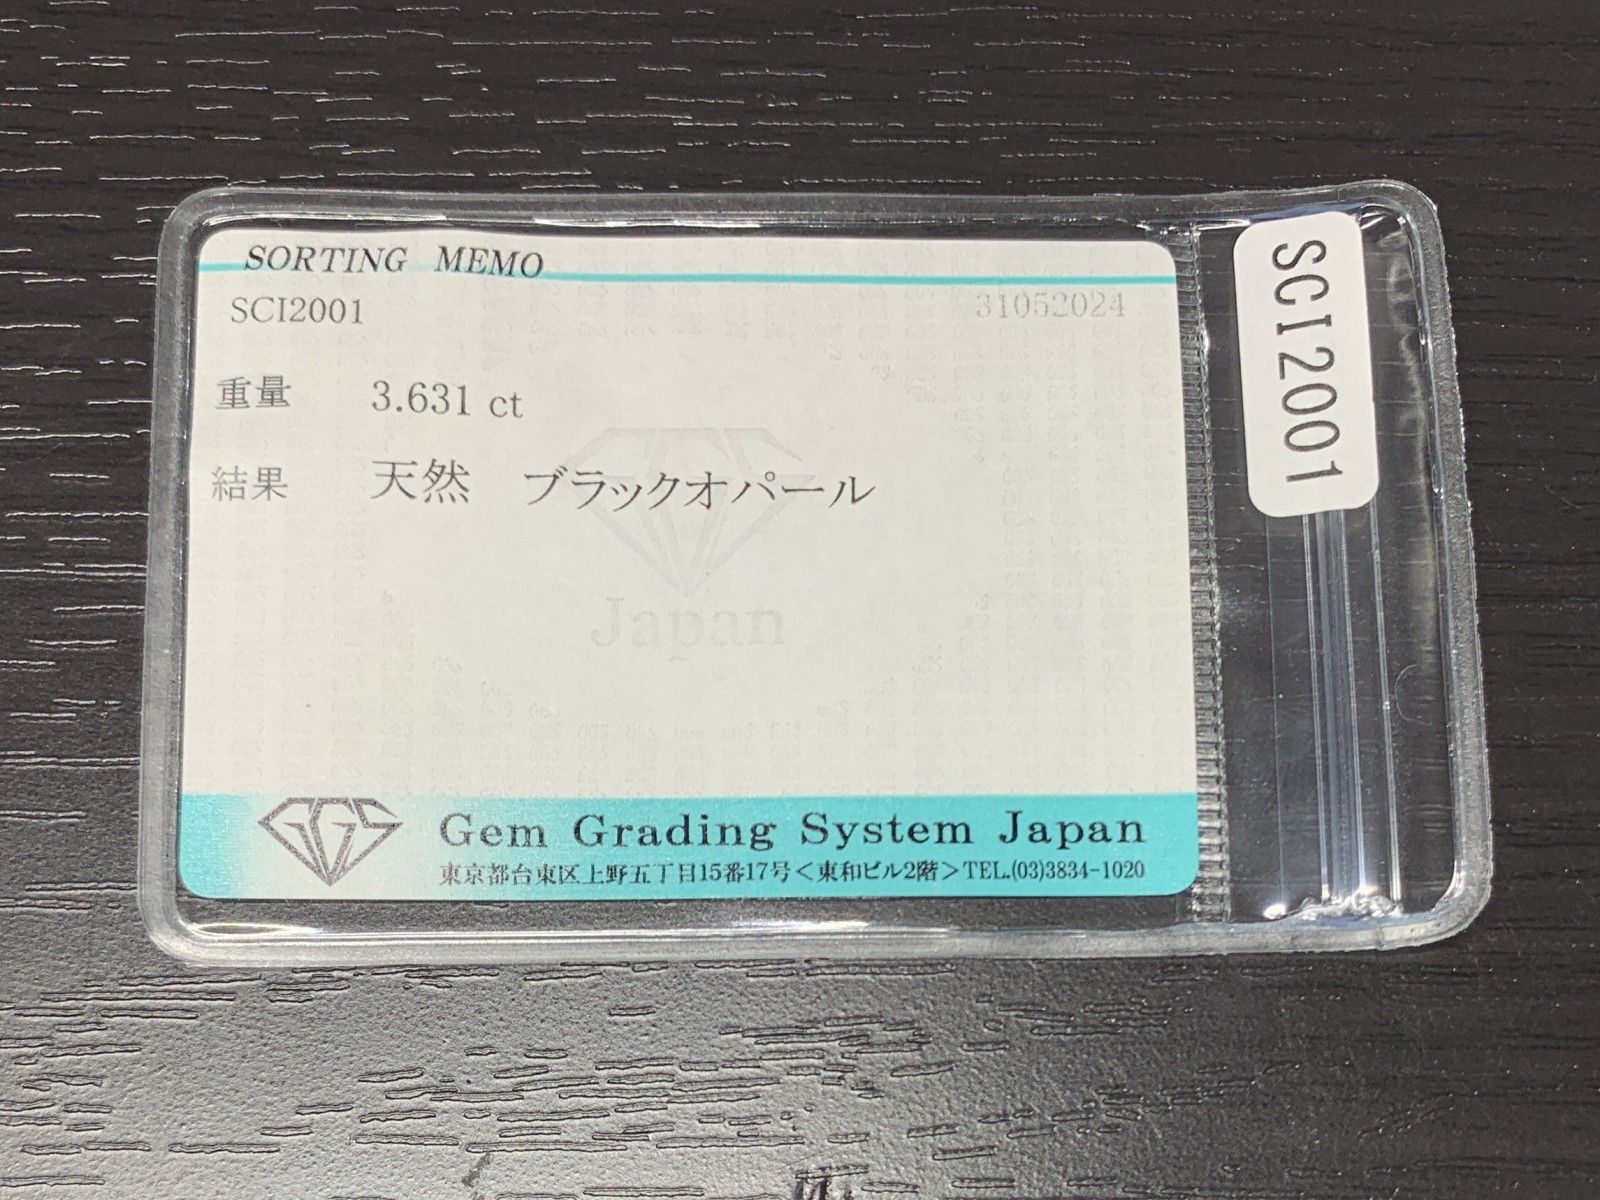 SORTING MEMO
SCI2001
31052024
重量 3.631 ct
結果 天然 ブラックオパール
Japan
GGS
Gem Grading System Japan
東京都台東区上野五丁目15番17号＜東和ビル2階＞TEL.(03)3834-1020
SCI2001